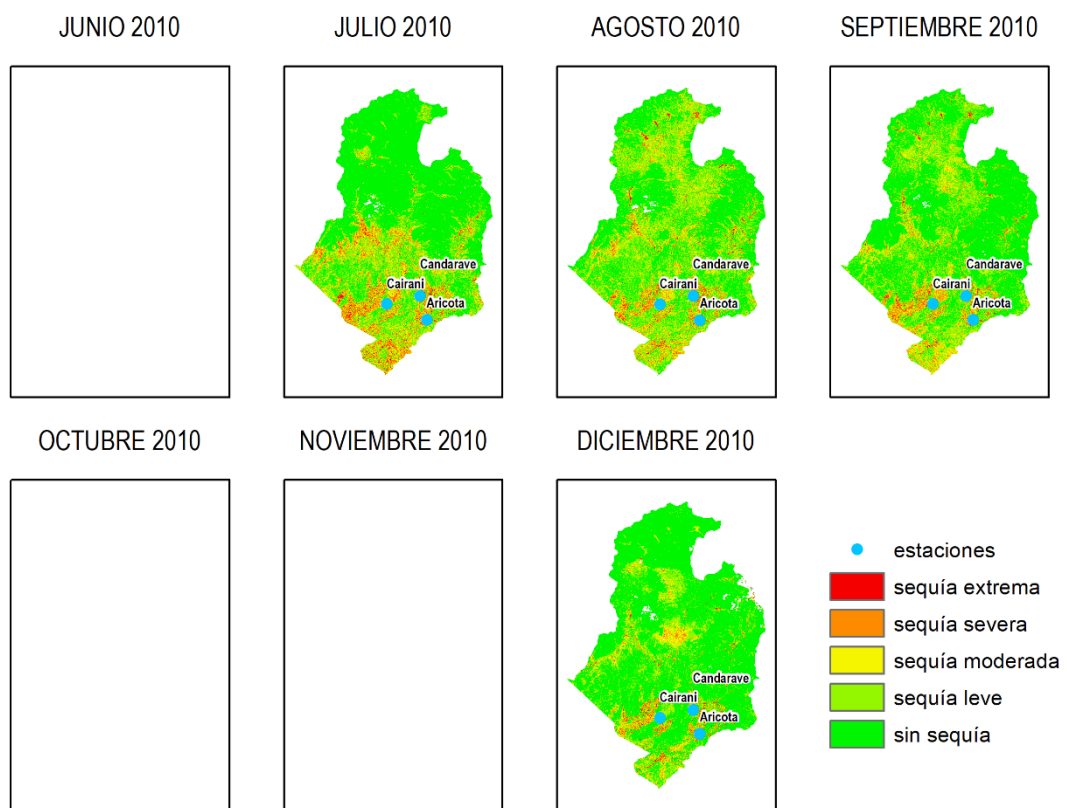 JUNIO 2010
JULIO 2010
AGOSTO 2010
SEPTIEMBRE 2010
Candarave
Cairani
Aricota
Candarave
Cairani
Aricota
Candarave
Cairani
Aricota
OCTUBRE 2010
NOVIEMBRE 2010
DICIEMBRE 2010
Candarave
Cairani
Aricota
estaciones
sequía extrema
sequía severa
sequía moderada
sequía leve
sin sequía